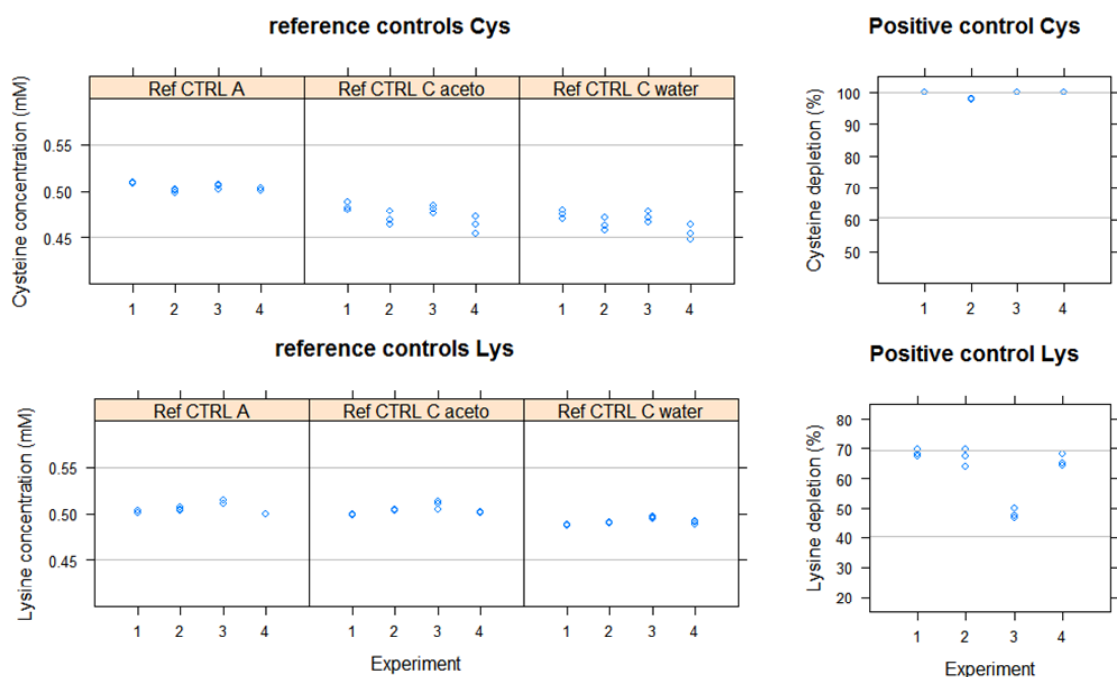 reference controls Cys
Ref CTRL A Ref CTRL C aceto Ref CTRL C water
Cysteine concentration (mM)
0.55
0.50
0.45
1 2 3 4 1 2 3 4 1 2 3 4
Positive control Cys
Cysteine depletion (%)
100
90
80
70
60
50
1 2 3 4
reference controls Lys
Ref CTRL A Ref CTRL C aceto Ref CTRL C water
Lysine concentration (mM)
0.55
0.50
0.45
1 2 3 4 1 2 3 4 1 2 3 4
Experiment
Positive control Lys
Lysine depletion (%)
80
70
60
50
40
30
20
1 2 3 4
Experiment